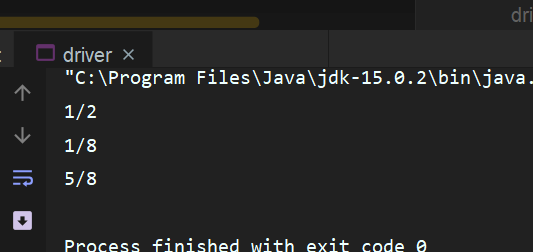 dri
driver
"C:\Program Files\Java\jdk-15.0.2\bin\java.
1/2
1/8
5/8
Process finished with exit code 0